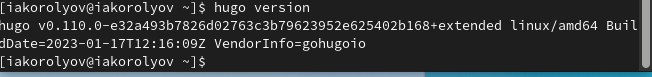 [iakorolyov@iakorolyov ~]$ hugo version
hugo v0.110.0-e32a493b7826d02763c3b79623952e625402b168+extended linux/amd64 Buil
dDate=2023-01-17T12:16:09Z VendorInfo=gohugoio
[iakorolyov@iakorolyov ~]$